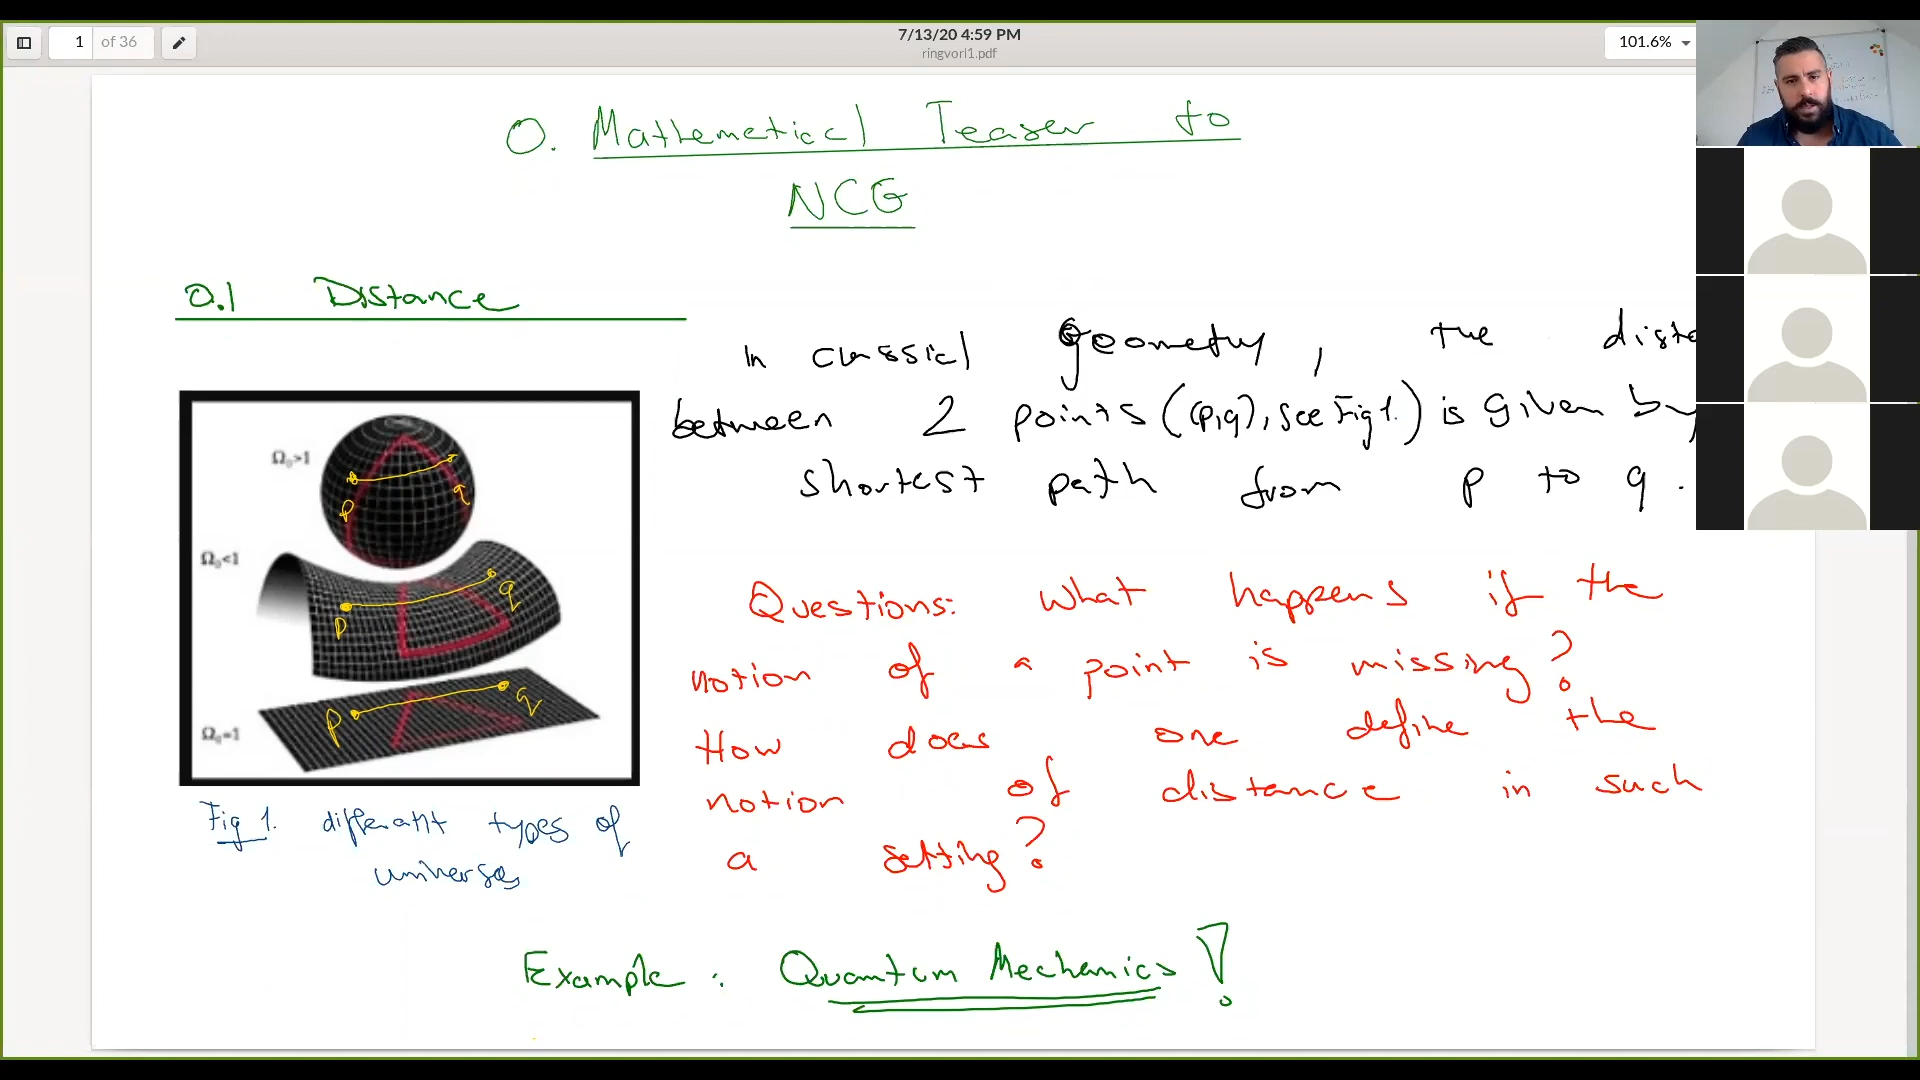 1 of 36
7/13/20 4:59 PM
ringvorl1.pdf
101.6%
0. Mathematical Teaser to
NCG
0.1 Distance
In classical geometry, the dista
between 2 points ((p,q), see Fig 1.) is given by
shortest path from p to q.
Ω₀>1
p
q
Ω₀<1
p
q
Ω₀=1
p
q
Fig 1. different types of
universes
Questions: What happens if the
notion of a point is missing?
How does one define the
notion of distance in such
a setting?
Example: Quantum Mechanics!